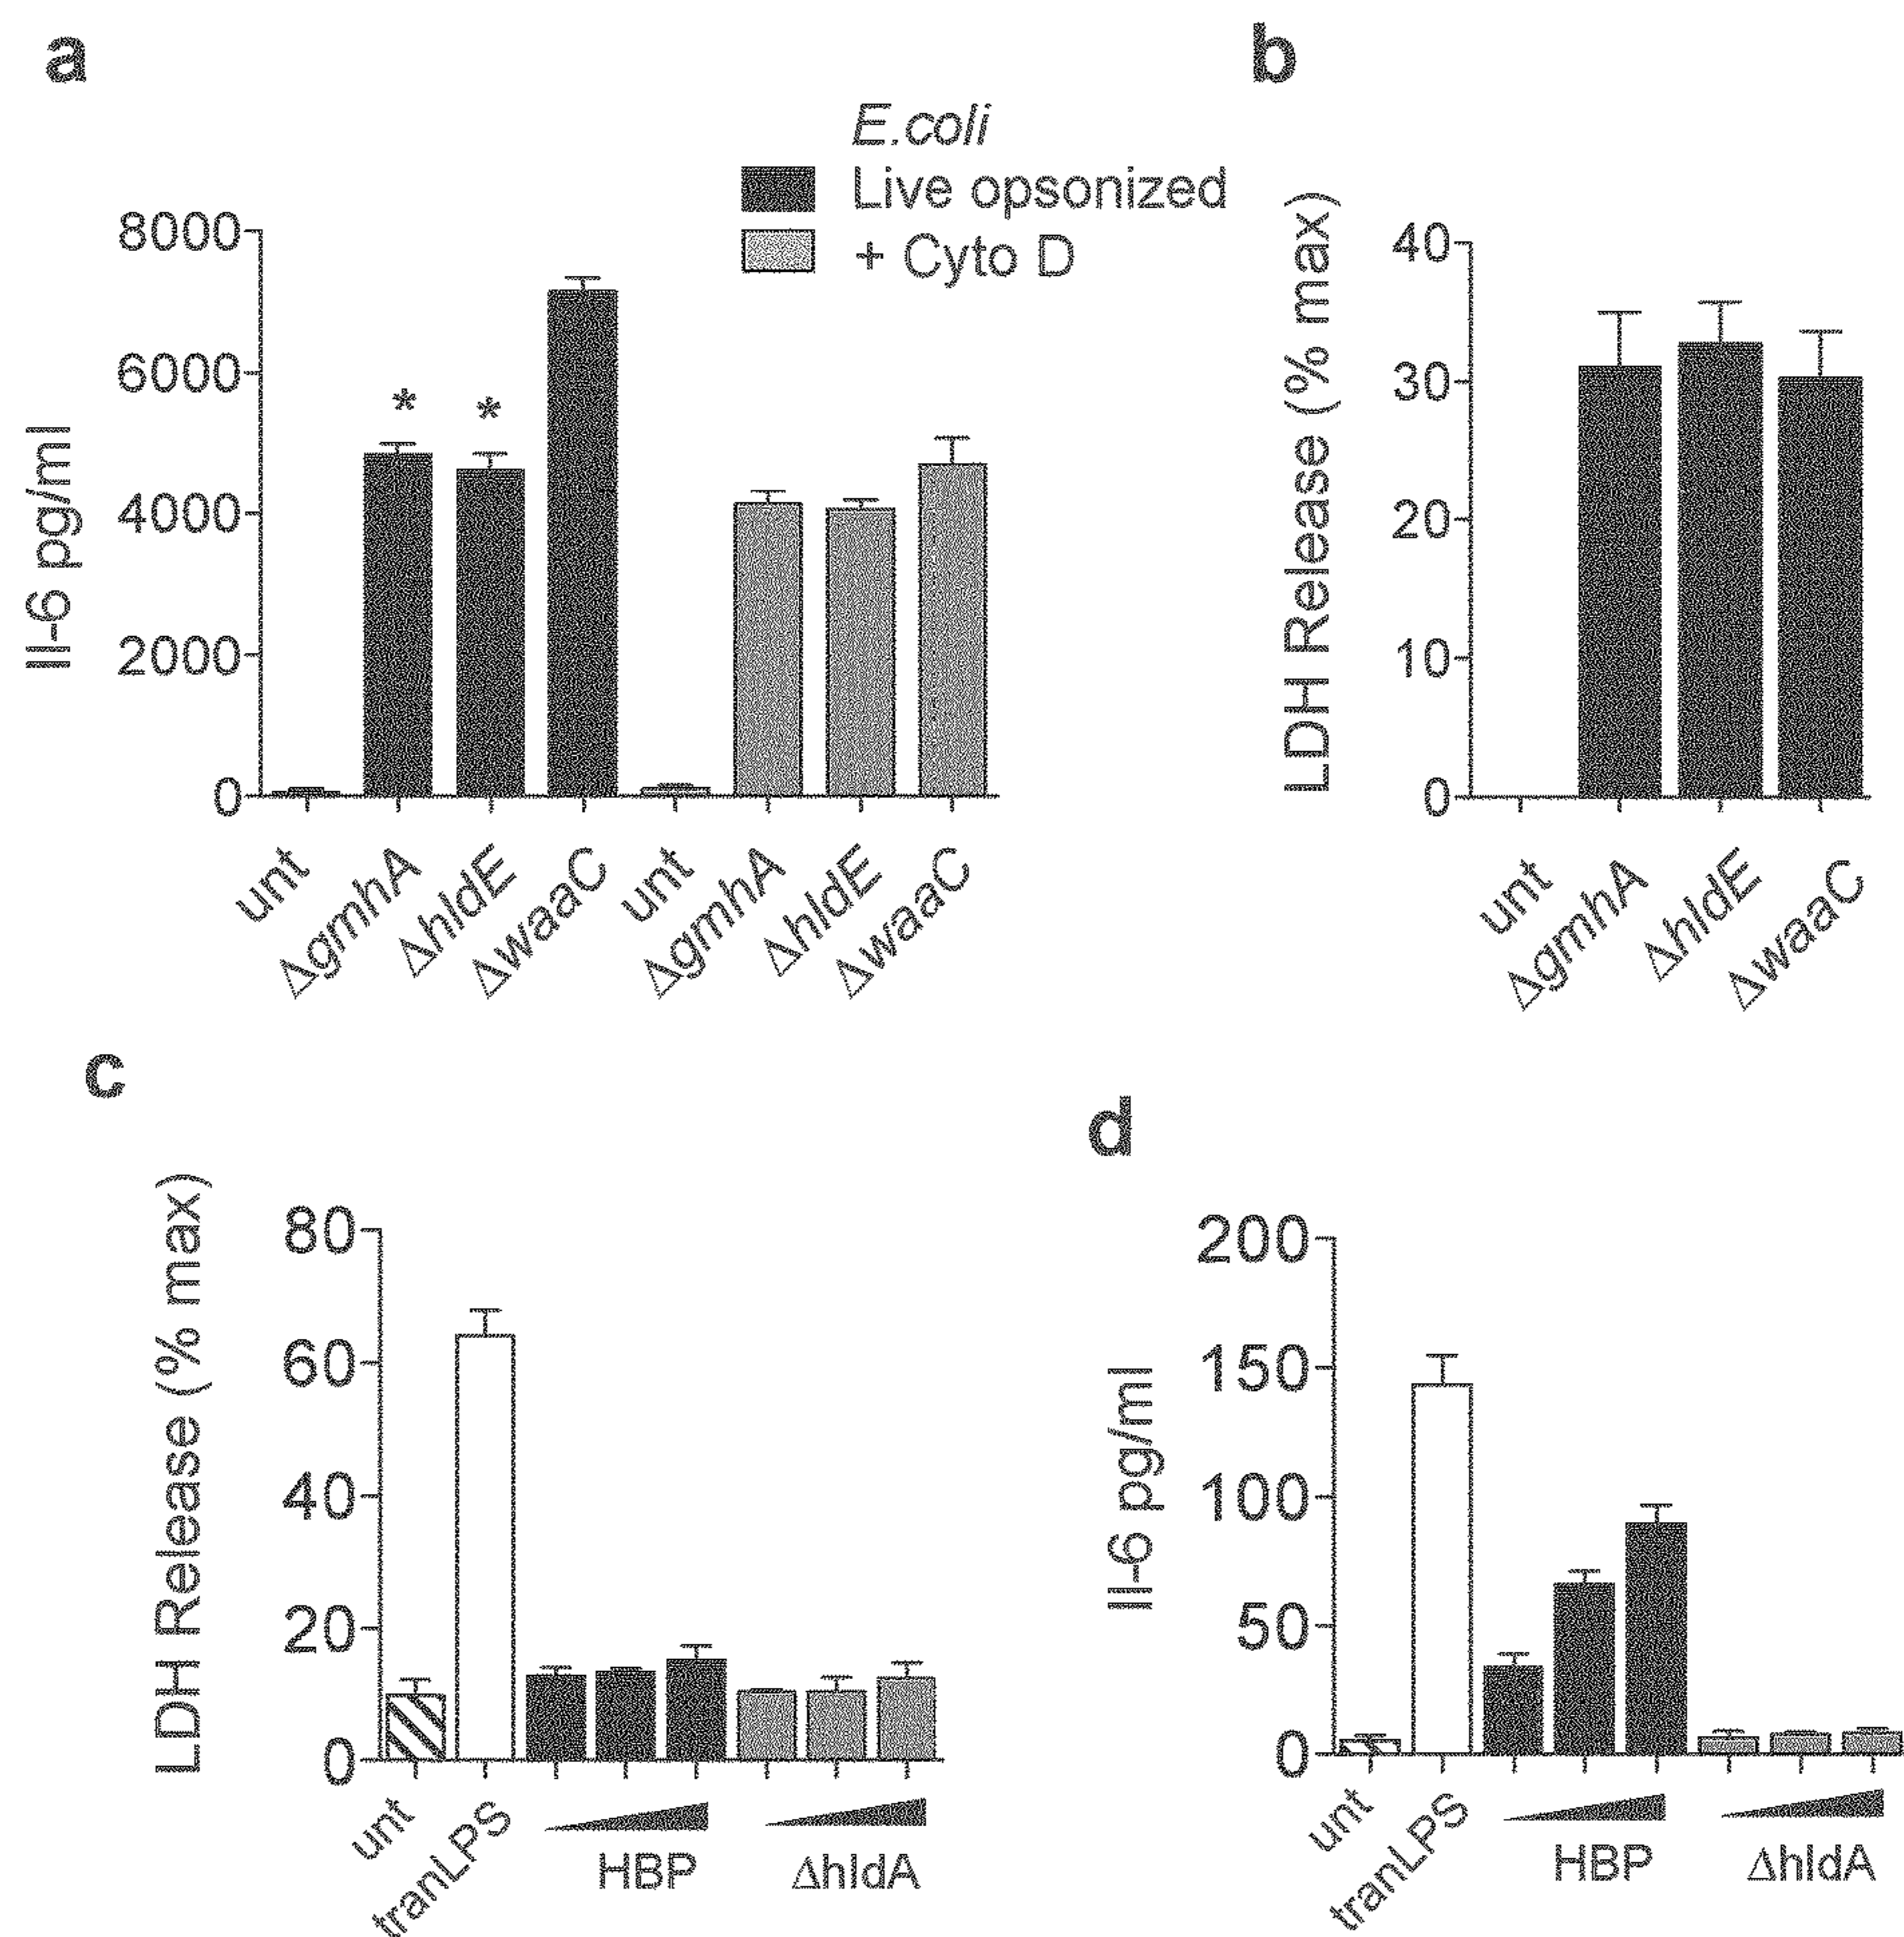 a
E.coli
Live opsonized
+ Cyto D
Il-6 pg/ml
8000
6000
4000
2000
0
* *
unt
ΔgmhA
ΔhldE
ΔwaaC
unt
ΔgmhA
ΔhldE
ΔwaaC
b
LDH Release (% max)
40
30
20
10
0
unt
ΔgmhA
ΔhldE
ΔwaaC
c
LDH Release (% max)
80
60
40
20
0
unt
tranLPS
HBP
ΔhldA
d
Il-6 pg/ml
200
150
100
50
0
unt
tranLPS
HBP
ΔhldA